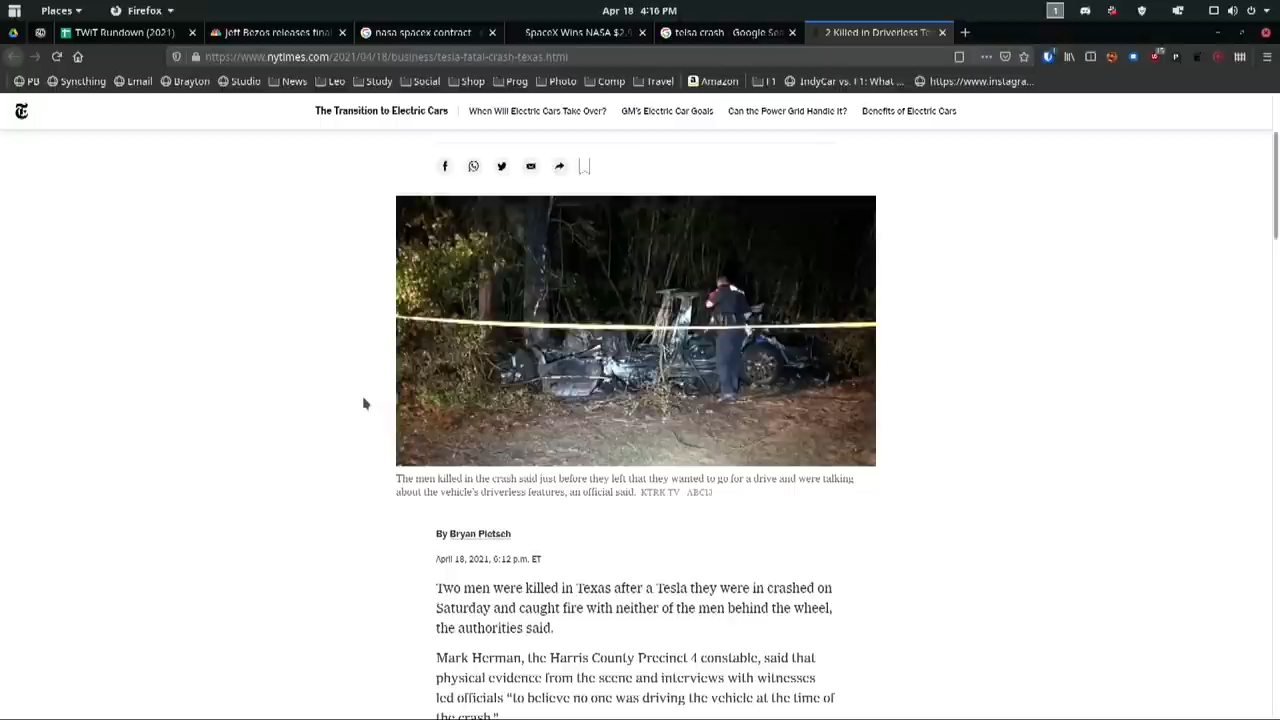 Places Firefox Apr 18 4:16 PM 1
TWiT Rundown (2021) Jeff Bezos releases final nasa spacex contract - SpaceX Wins NASA $2.9 telsa crash - Google Sea 2 Killed in Driverless Te
https://www.nytimes.com/2021/04/18/business/tesla-fatal-crash-texas.html
PB Syncthing Email Brayton Studio News Leo Study Social Shop Prog Photo Comp Travel Amazon F1 IndyCar vs. F1: What ... https://www.instagra...
The Transition to Electric Cars When Will Electric Cars Take Over? GM's Electric Car Goals Can the Power Grid Handle It? Benefits of Electric Cars
The men killed in the crash said just before they left that they wanted to go for a drive and were talking
about the vehicle's driverless features, an official said. KTRK-TV
By Bryan Pietsch
April 18, 2021, 6:12 p.m. ET
Two men were killed in Texas after a Tesla they were in crashed on
Saturday and caught fire with neither of the men behind the wheel,
the authorities said.
Mark Herman, the Harris County Precinct 4 constable, said that
physical evidence from the scene and interviews with witnesses
led officials “to believe no one was driving the vehicle at the time of
the crash.”